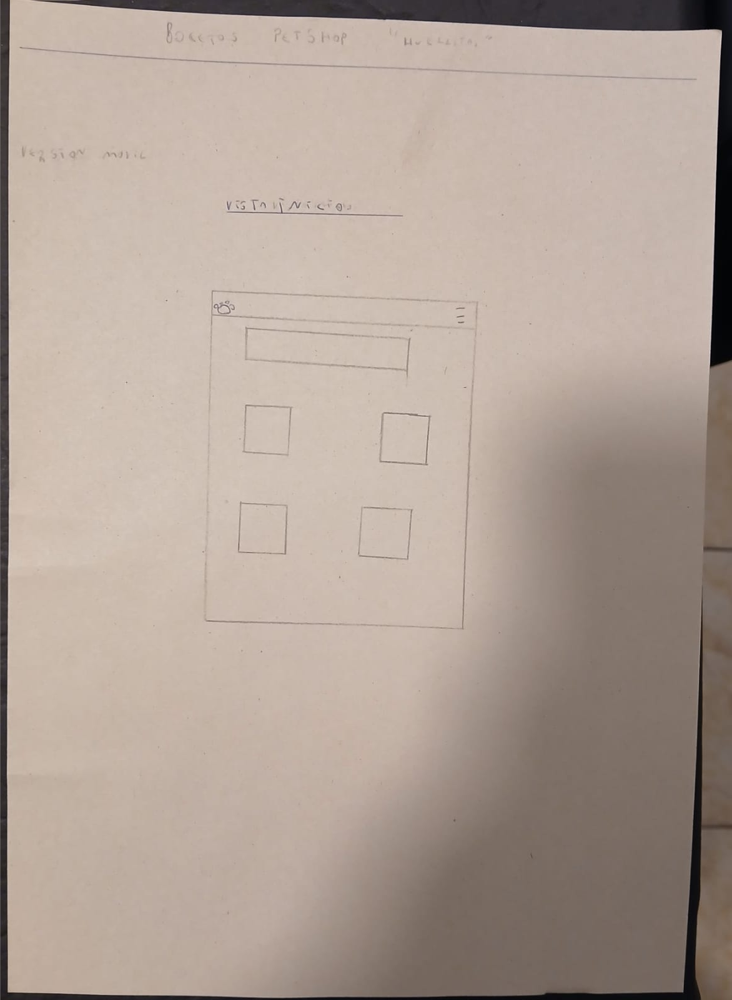 BOCETOS PETSHOP "HUELLITA."
VERSION MOVIL
VISTA INICIO